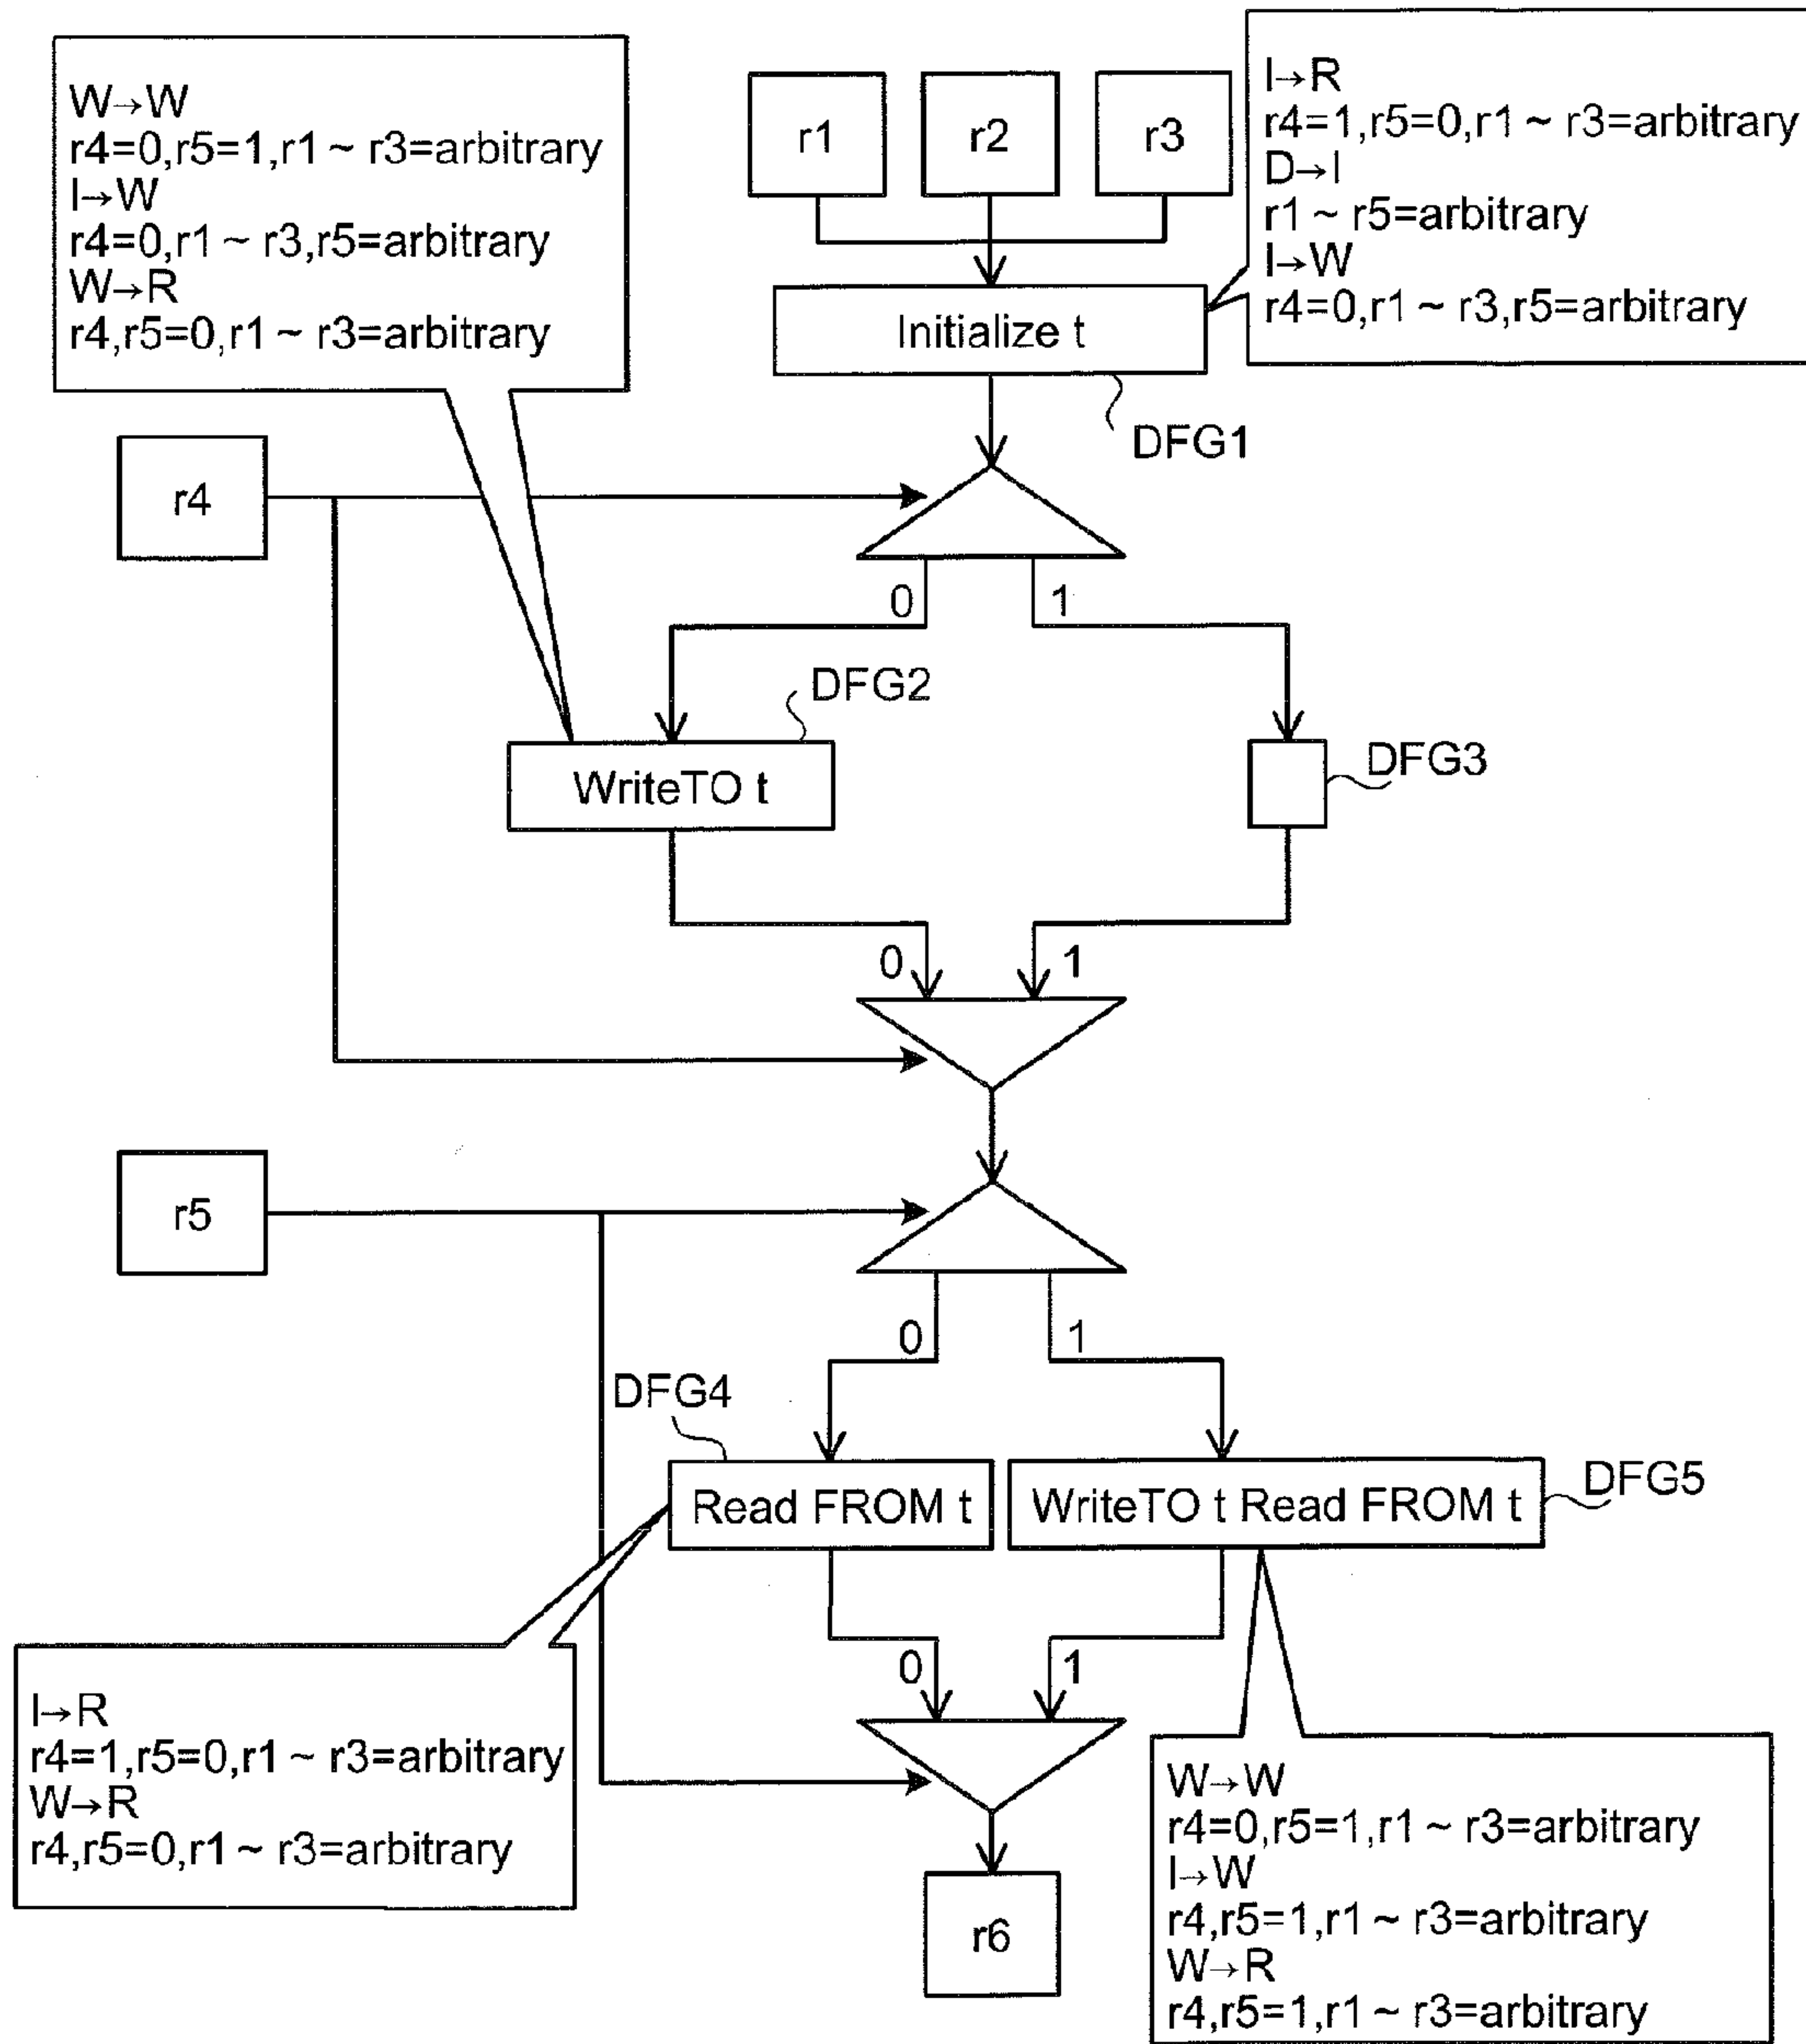 W→W
r4=0,r5=1,r1 ~ r3=arbitrary
I→W
r4=0,r1 ~ r3,r5=arbitrary
W→R
r4,r5=0,r1 ~ r3=arbitrary
r1
r2
r3
I→R
r4=1,r5=0,r1 ~ r3=arbitrary
D→I
r1 ~ r5=arbitrary
I→W
r4=0,r1 ~ r3,r5=arbitrary
Initialize t
DFG1
r4
0
1
DFG2
WriteTO t
DFG3
0
1
r5
0
1
DFG4
Read FROM t
WriteTO t Read FROM t
DFG5
0
1
I→R
r4=1,r5=0,r1 ~ r3=arbitrary
W→R
r4,r5=0,r1 ~ r3=arbitrary
r6
W→W
r4=0,r5=1,r1 ~ r3=arbitrary
I→W
r4,r5=1,r1 ~ r3=arbitrary
W→R
r4,r5=1,r1 ~ r3=arbitrary